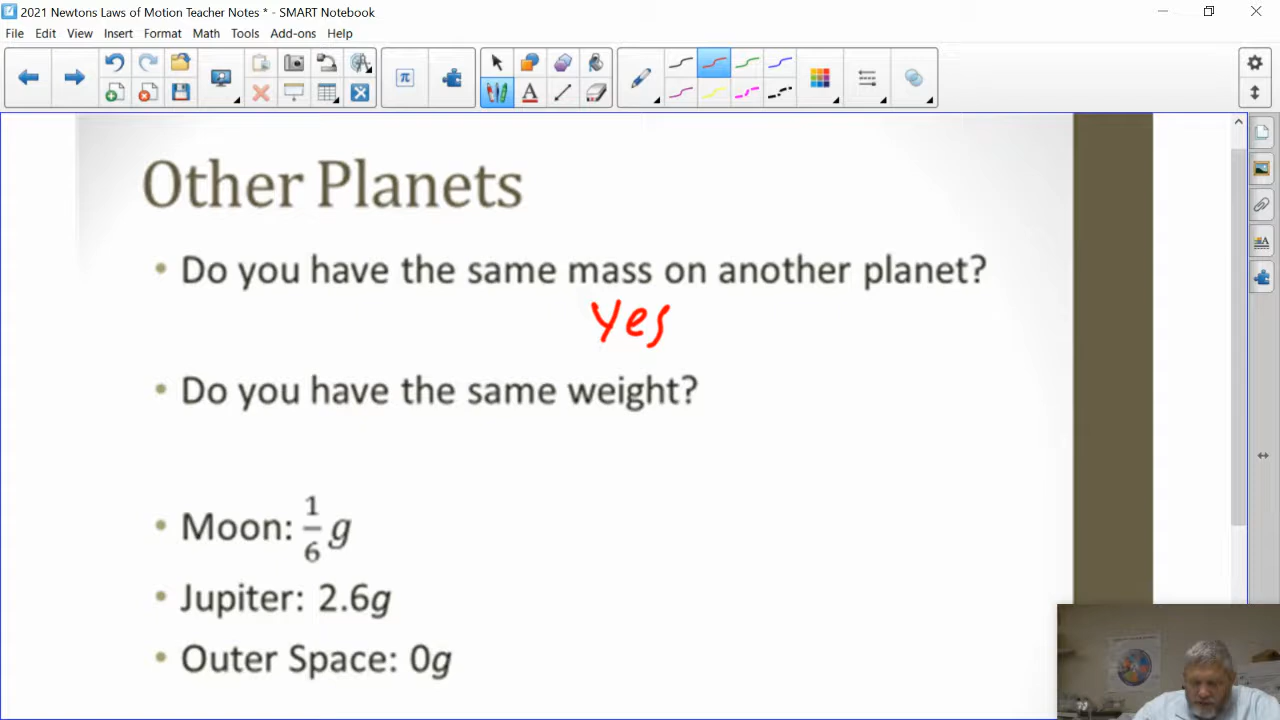 2021 Newtons Laws of Motion Teacher Notes * - SMART Notebook
File Edit View Insert Format Math Tools Add-ons Help
Other Planets
• Do you have the same mass on another planet?
Yes
• Do you have the same weight?
• Moon: 1/6 g
• Jupiter: 2.6g
• Outer Space: 0g